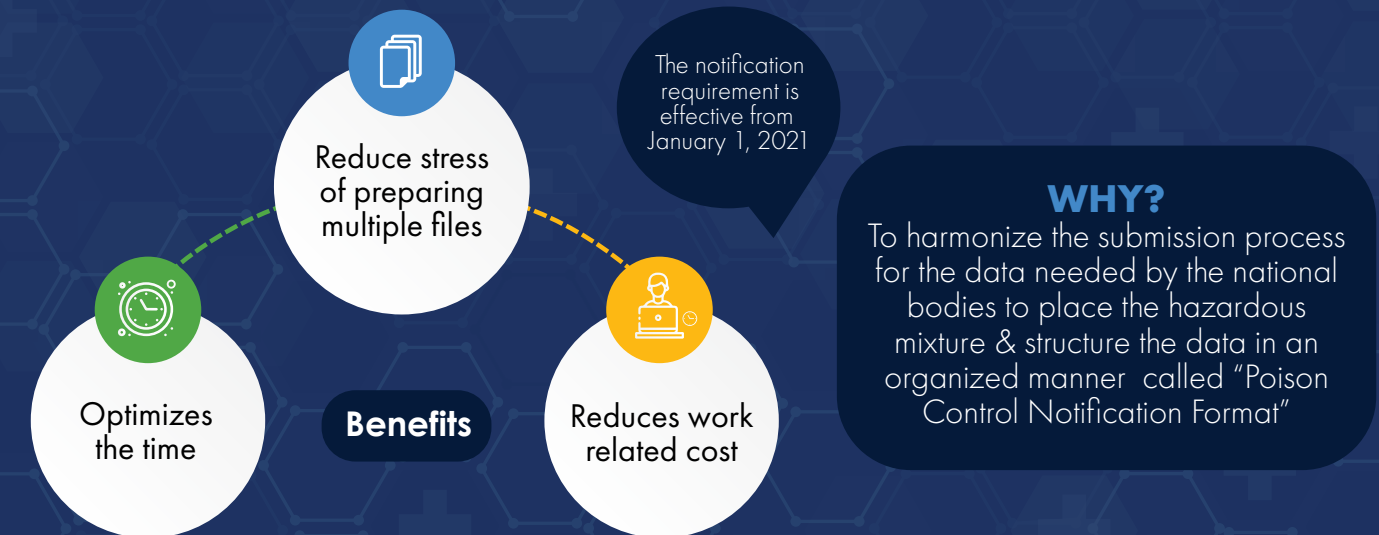 Reduce stress
of preparing
multiple files
Optimizes
the time
Benefits
Reduces work
related cost
The notification
requirement is
effective from
January 1, 2021
WHY?
To harmonize the submission process
for the data needed by the national
bodies to place the hazardous
mixture & structure the data in an
organized manner called “Poison
Control Notification Format”